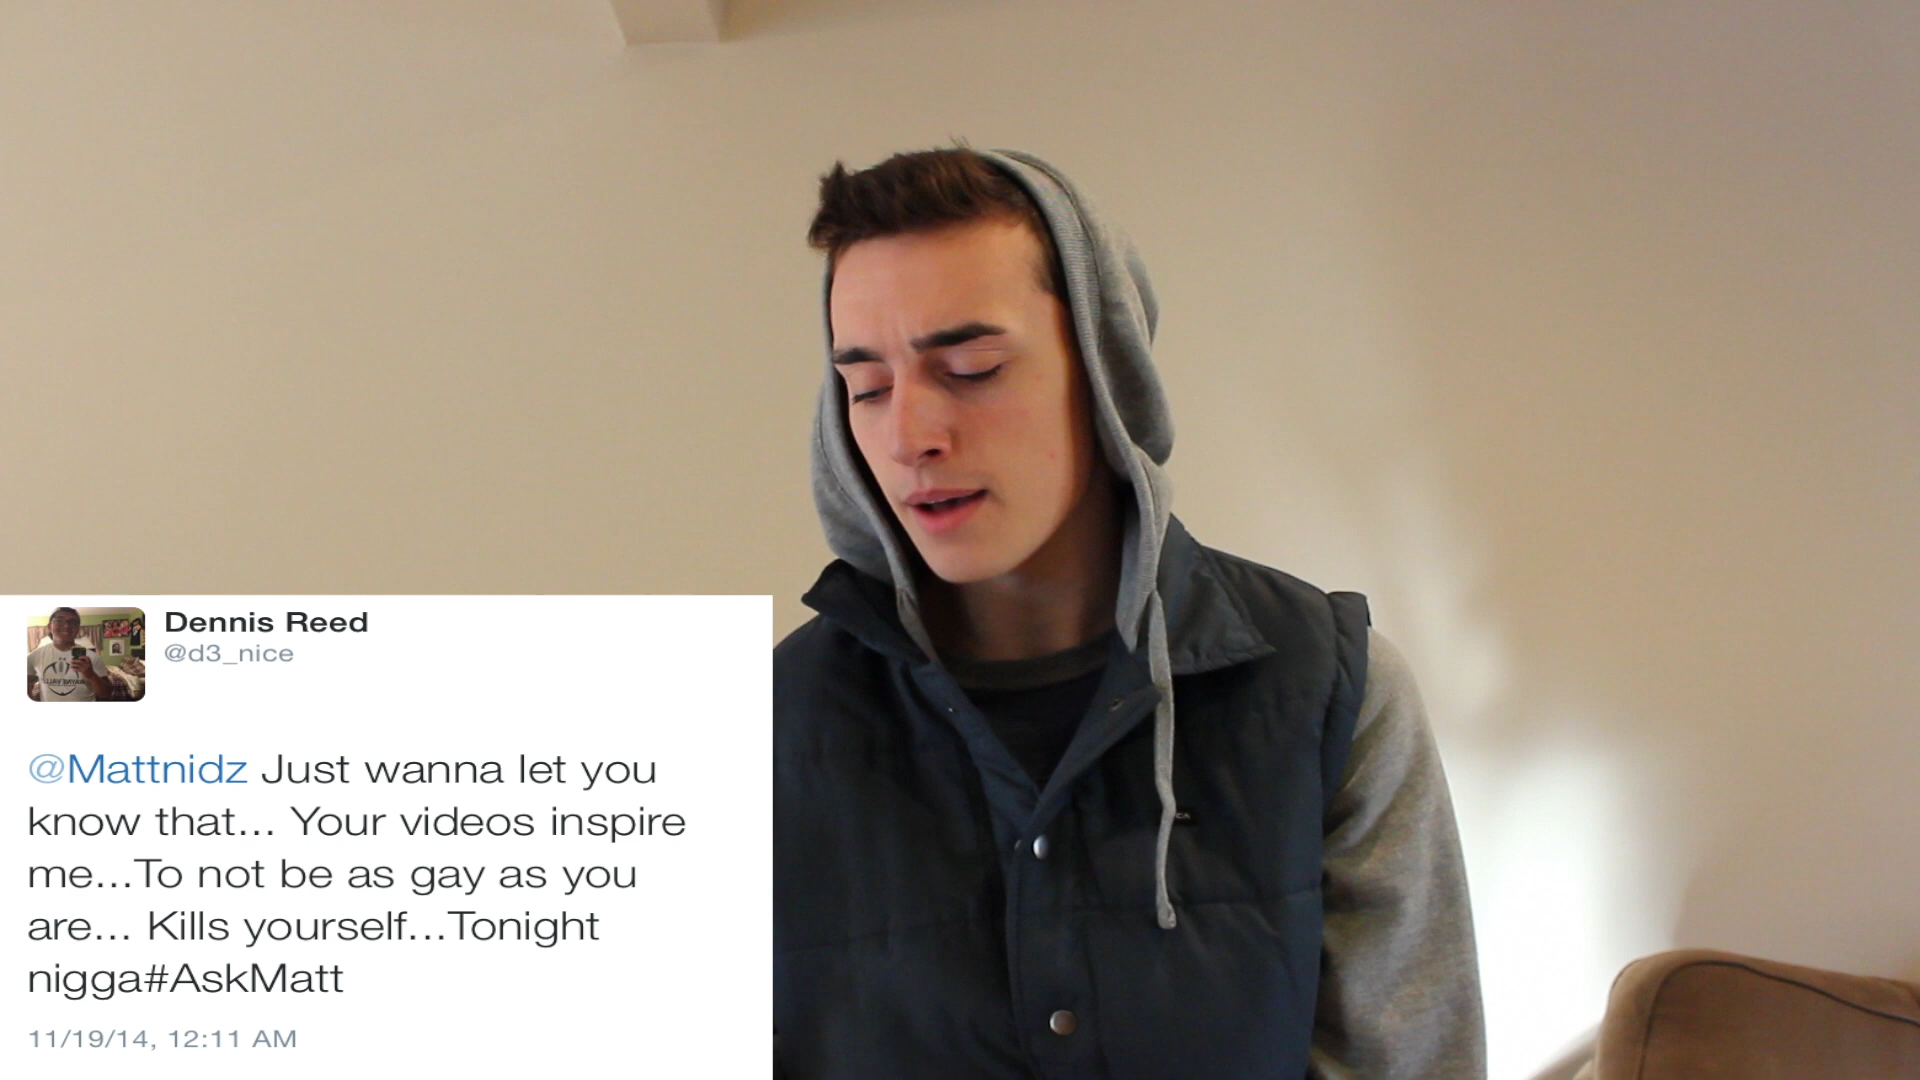 Dennis Reed
@d3_nice
@Mattnidz Just wanna let you
know that... Your videos inspire
me...To not be as gay as you
are... Kills yourself...Tonight
nigga#AskMatt
11/19/14, 12:11 AM